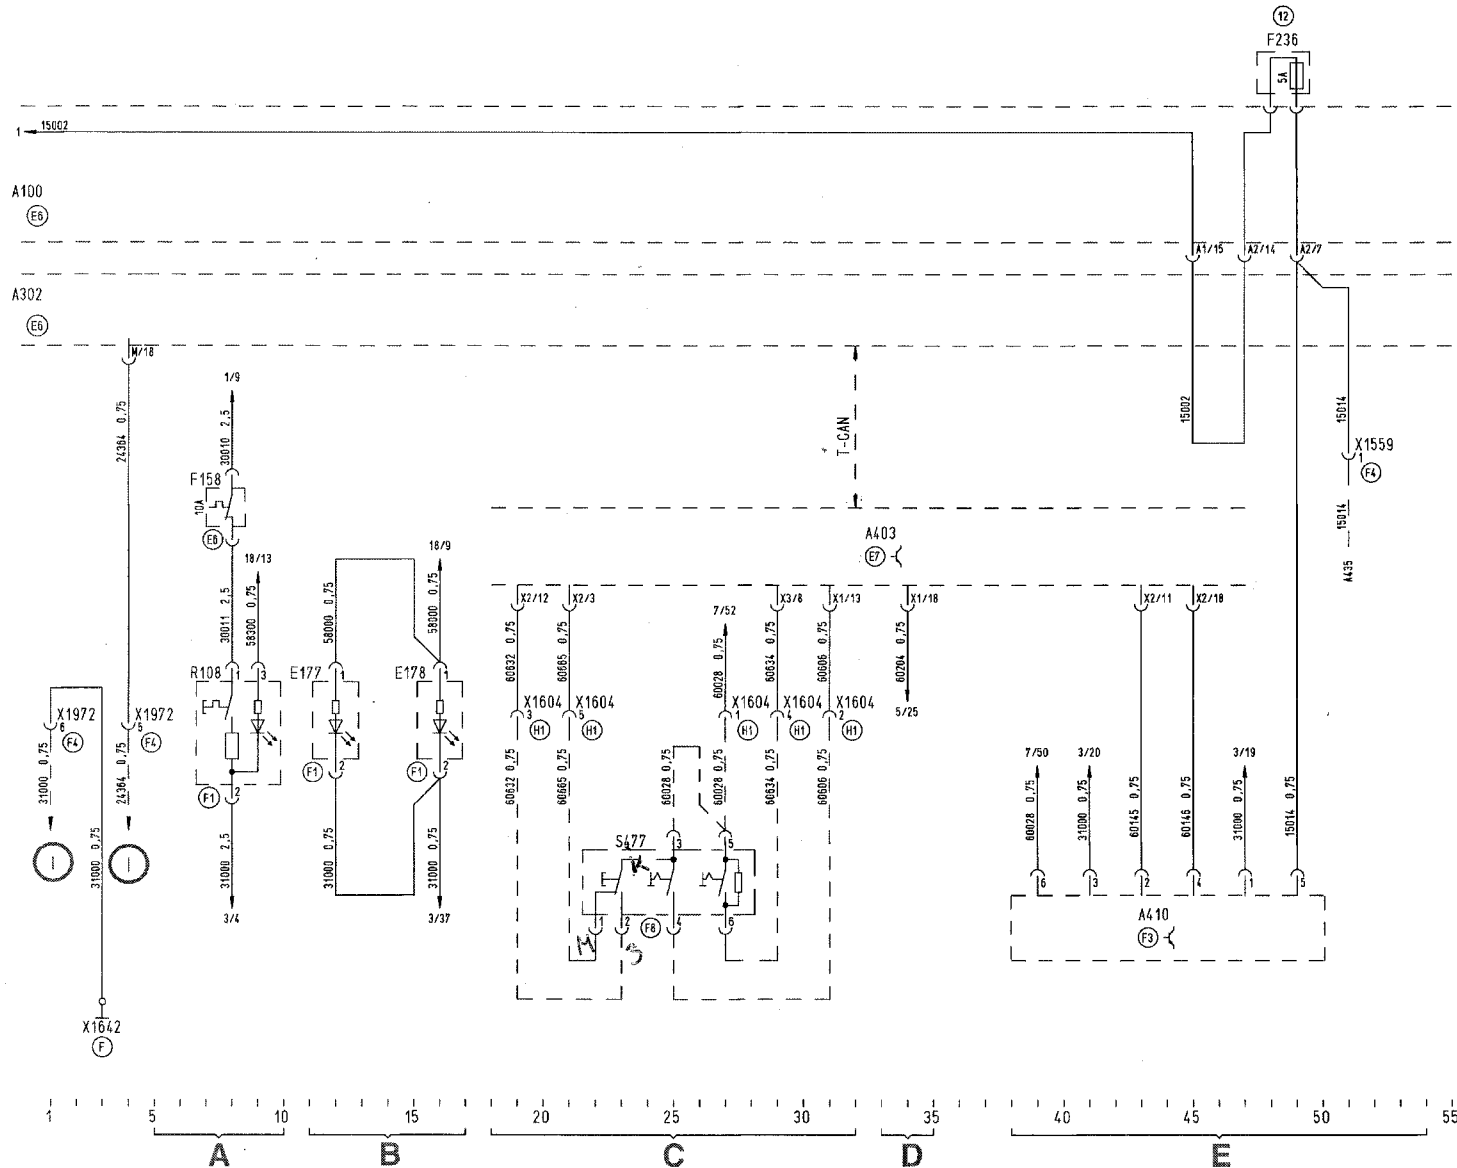 12
F236
5A
1 15002
A100
E6
A1/15 A2/14 A2/7
A302
E6
M/18
1/9
24364 0,75
30010 2,5
T-CAN
15002
15014
X1559
1
F4
F158
10A
E6
15014
A403
E7
18/13
18/9
A435
30011 2,5
58300 0,75
58000 0,75
58000 0,75
X2/12 X2/3 X3/8 X1/13 X1/18 X2/11 X2/18
7/52
60632 0,75
60665 0,75
60028 0,75
60634 0,75
60606 0,75
60204 0,75
R108 1 3 E177 1 E178 1
X1972 X1972
6 5
F4 F4
X1604 X1604 X1604 X1604 X1604
3 5 1 4 2
H1 H1 H1 H1 H1
5/25
31000 0,75
24364 0,75
2 2 2
F1 F1 F1
7/50 3/20 3/19
60632 0,75
60665 0,75
60028 0,75
60028 0,75
60634 0,75
60606 0,75
60028 0,75
31000 0,75
60145 0,75
60146 0,75
31000 0,75
15014 0,75
31000 0,75
31000 2,5
31000 0,75
31000 0,75
S477 3 5
6 3 2 4 1 5
3/4 3/37
1 2 F8 4 6
M 3
A410
F3
X1642
F
1 5 10 15 20 25 30 35 40 45 50 55
A B C D E